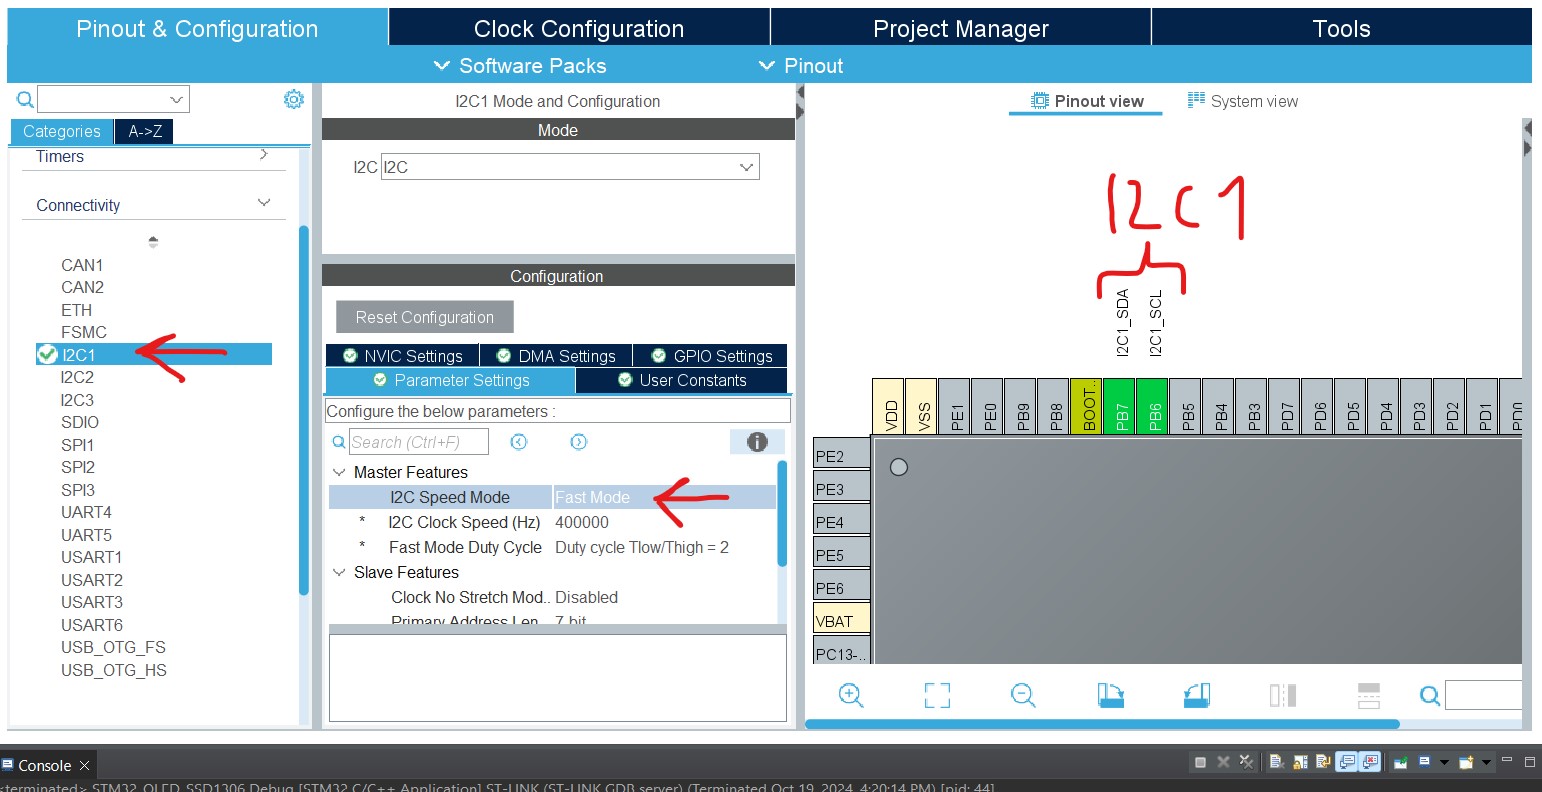 Pinout & Configuration
Clock Configuration
Project Manager
Tools
Software Packs
Pinout
Categories
A->Z
Timers
Connectivity
CAN1
CAN2
ETH
FSMC
I2C1
I2C2
I2C3
SDIO
SPI1
SPI2
SPI3
UART4
UART5
USART1
USART2
USART3
USART6
USB_OTG_FS
USB_OTG_HS
I2C1 Mode and Configuration
Mode
I2C I2C
Configuration
Reset Configuration
NVIC Settings
DMA Settings
GPIO Settings
Parameter Settings
User Constants
Configure the below parameters :
Search (Ctrl+F)
Master Features
I2C Speed Mode Fast Mode
* I2C Clock Speed (Hz) 400000
* Fast Mode Duty Cycle Duty cycle Tlow/Thigh = 2
Slave Features
Clock No Stretch Mod.. Disabled
Primary Address Len.. 7-bit
Pinout view
System view
I2C1
I2C1_SDA
I2C1_SCL
VDD
VSS
PE1
PE0
PB9
PB8
BOOT..
PB7
PB6
PB5
PB4
PB3
PD7
PD6
PD5
PD4
PD3
PD2
PD1
PD0
PE2
PE3
PE4
PE5
PE6
VBAT
PC13-..
Console
<terminated> STM32_OLED_SSD1306 Debug [STM32 C/C++ Application] ST-LINK (ST-LINK GDB server) (Terminated Oct 19, 2024, 4:20:14 PM) [pid: 44]